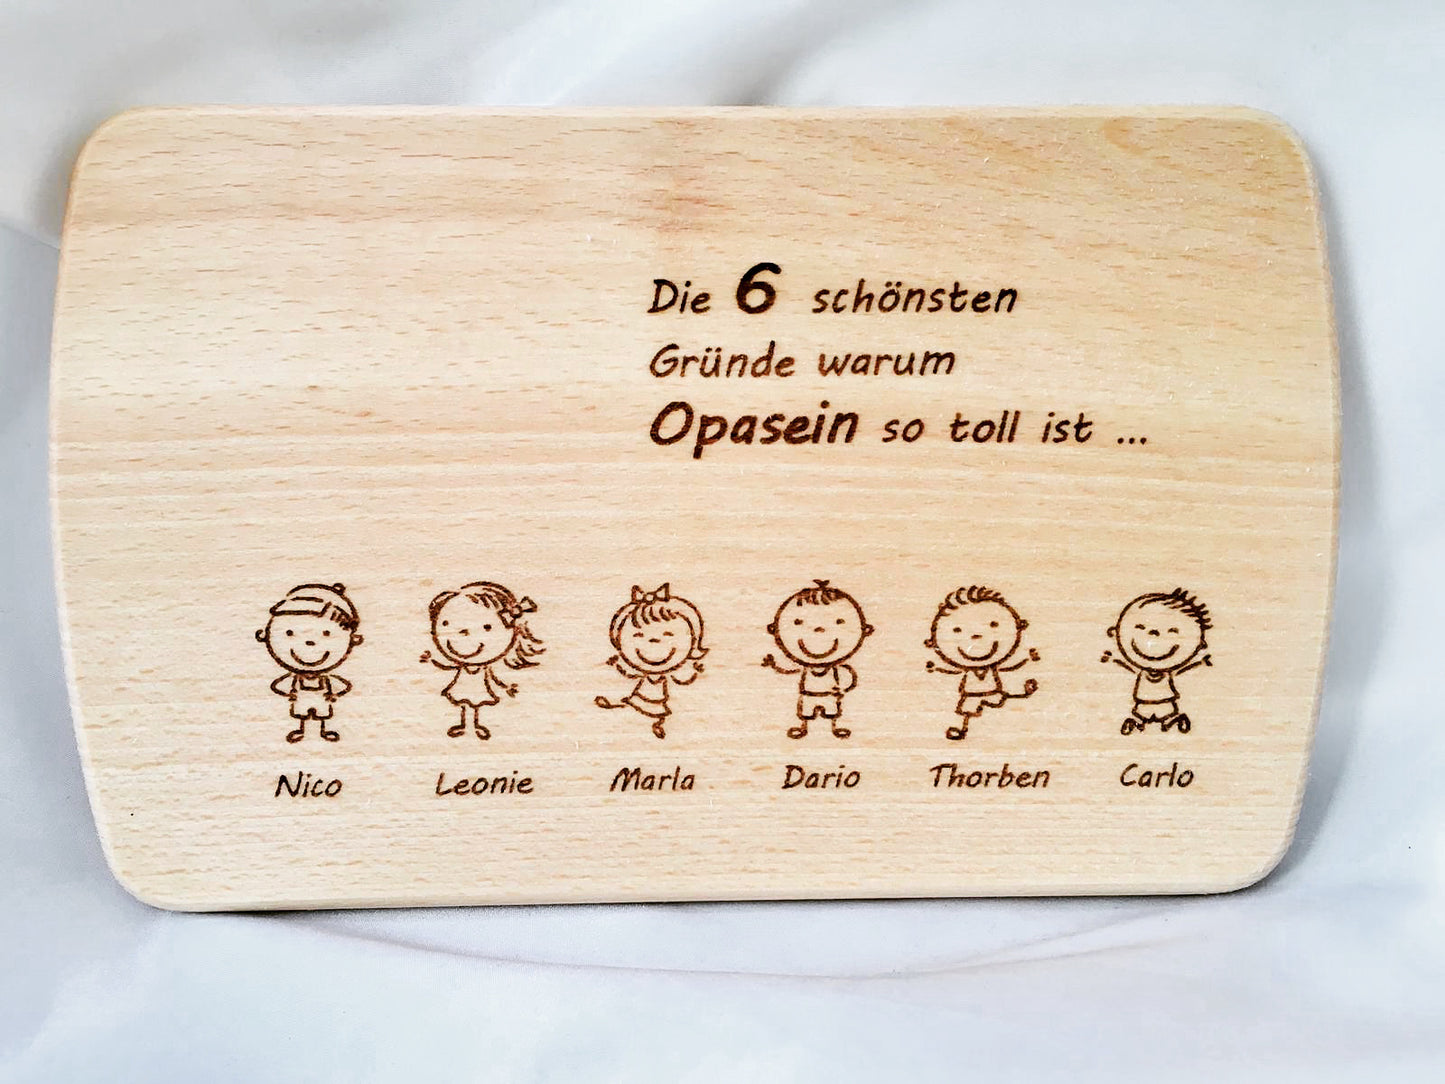 Die 6 schönsten
Gründe warum
Opasein so toll ist ...
Nico Leonie Marla Dario Thorben Carlo